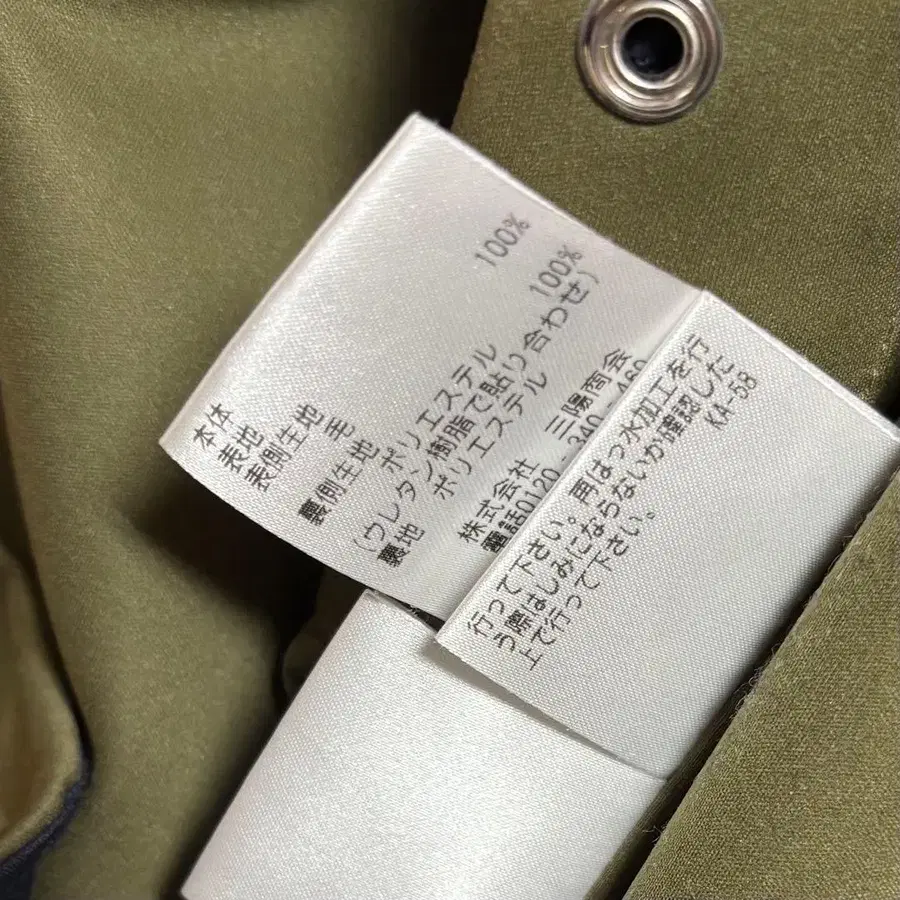 本体
表地
表側生地
毛 100%
裏側生地
ポリエステル 100%
(ウレタン樹脂で貼り合わせ)
裏地 ポリエステル
株式会社 三陽商会
電話0120-340-460
行って下さい。再はっ水加工を行
う際はしみにならないか確認した
上で行って下さい。 KA-58